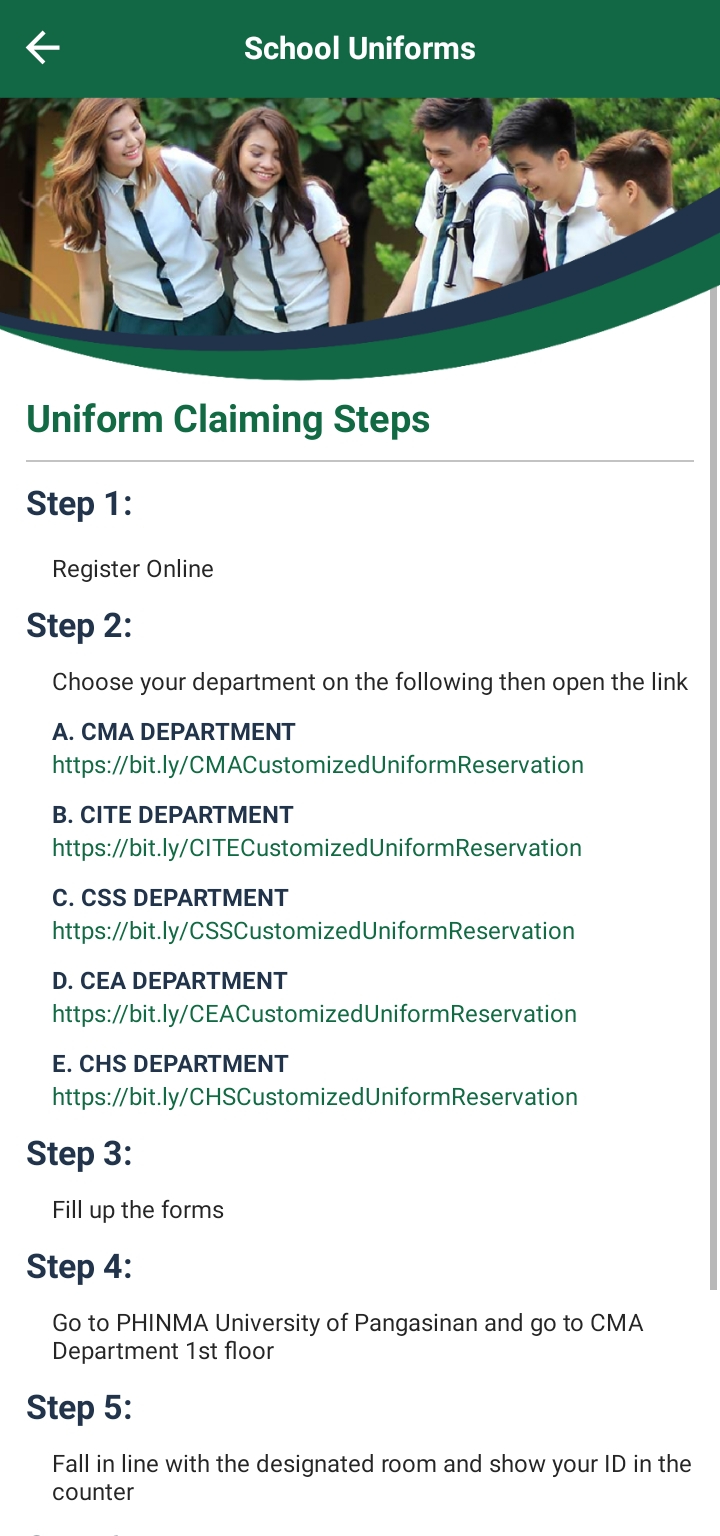 School Uniforms
Uniform Claiming Steps
Step 1:
Register Online
Step 2:
Choose your department on the following then open the link
A. CMA DEPARTMENT
https://bit.ly/CMACustomizedUniformReservation
B. CITE DEPARTMENT
https://bit.ly/CITECustomizedUniformReservation
C. CSS DEPARTMENT
https://bit.ly/CSSCustomizedUniformReservation
D. CEA DEPARTMENT
https://bit.ly/CEACustomizedUniformReservation
E. CHS DEPARTMENT
https://bit.ly/CHSCustomizedUniformReservation
Step 3:
Fill up the forms
Step 4:
Go to PHINMA University of Pangasinan and go to CMA
Department 1st floor
Step 5:
Fall in line with the designated room and show your ID in the
counter